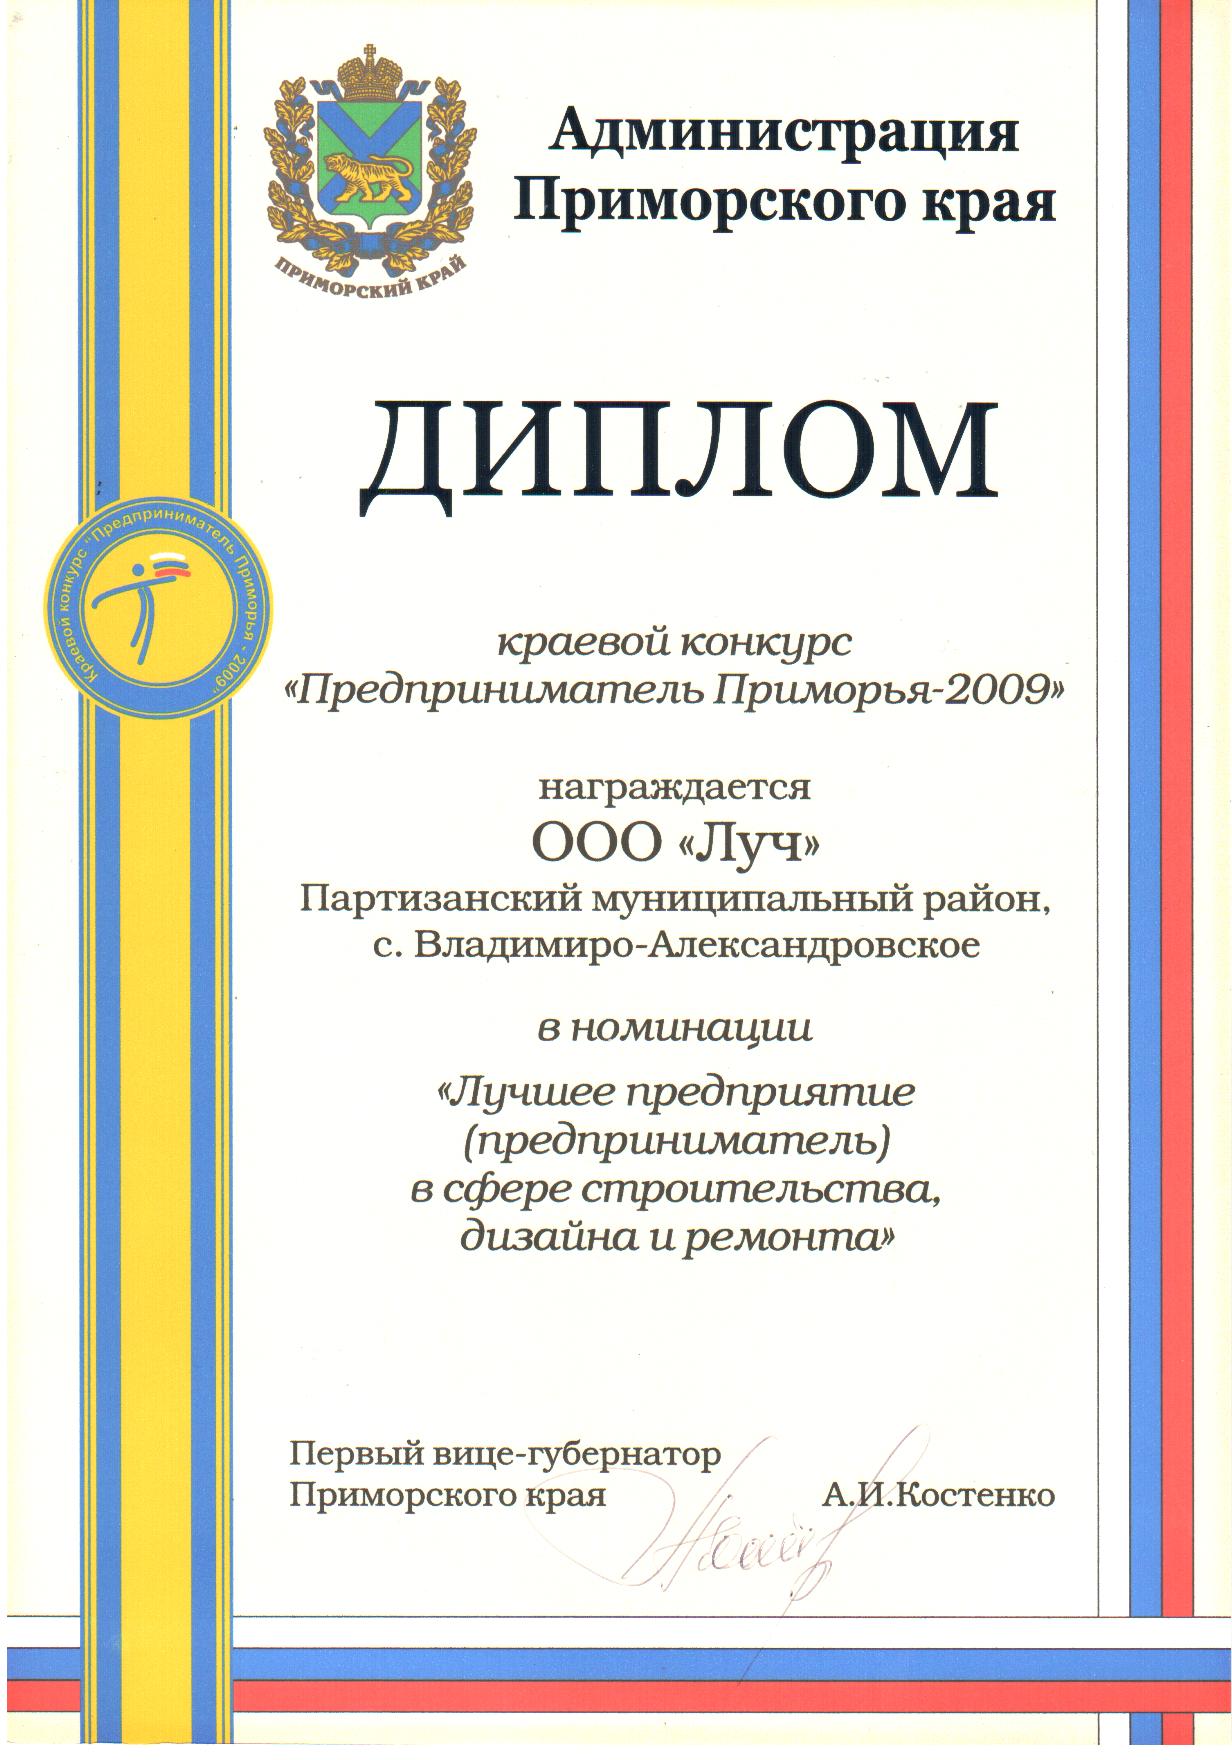 Администрация
Приморского края
ПРИМОРСКИЙ КРАЙ
ДИПЛОМ
Краевой конкурс "Предприниматель Приморья - 2009"
краевой конкурс
«Предприниматель Приморья-2009»
награждается
ООО «Луч»
Партизанский муниципальный район,
с. Владимиро-Александровское
в номинации
«Лучшее предприятие
(предприниматель)
в сфере строительства,
дизайна и ремонта»
Первый вице-губернатор
Приморского края А.И.Костенко